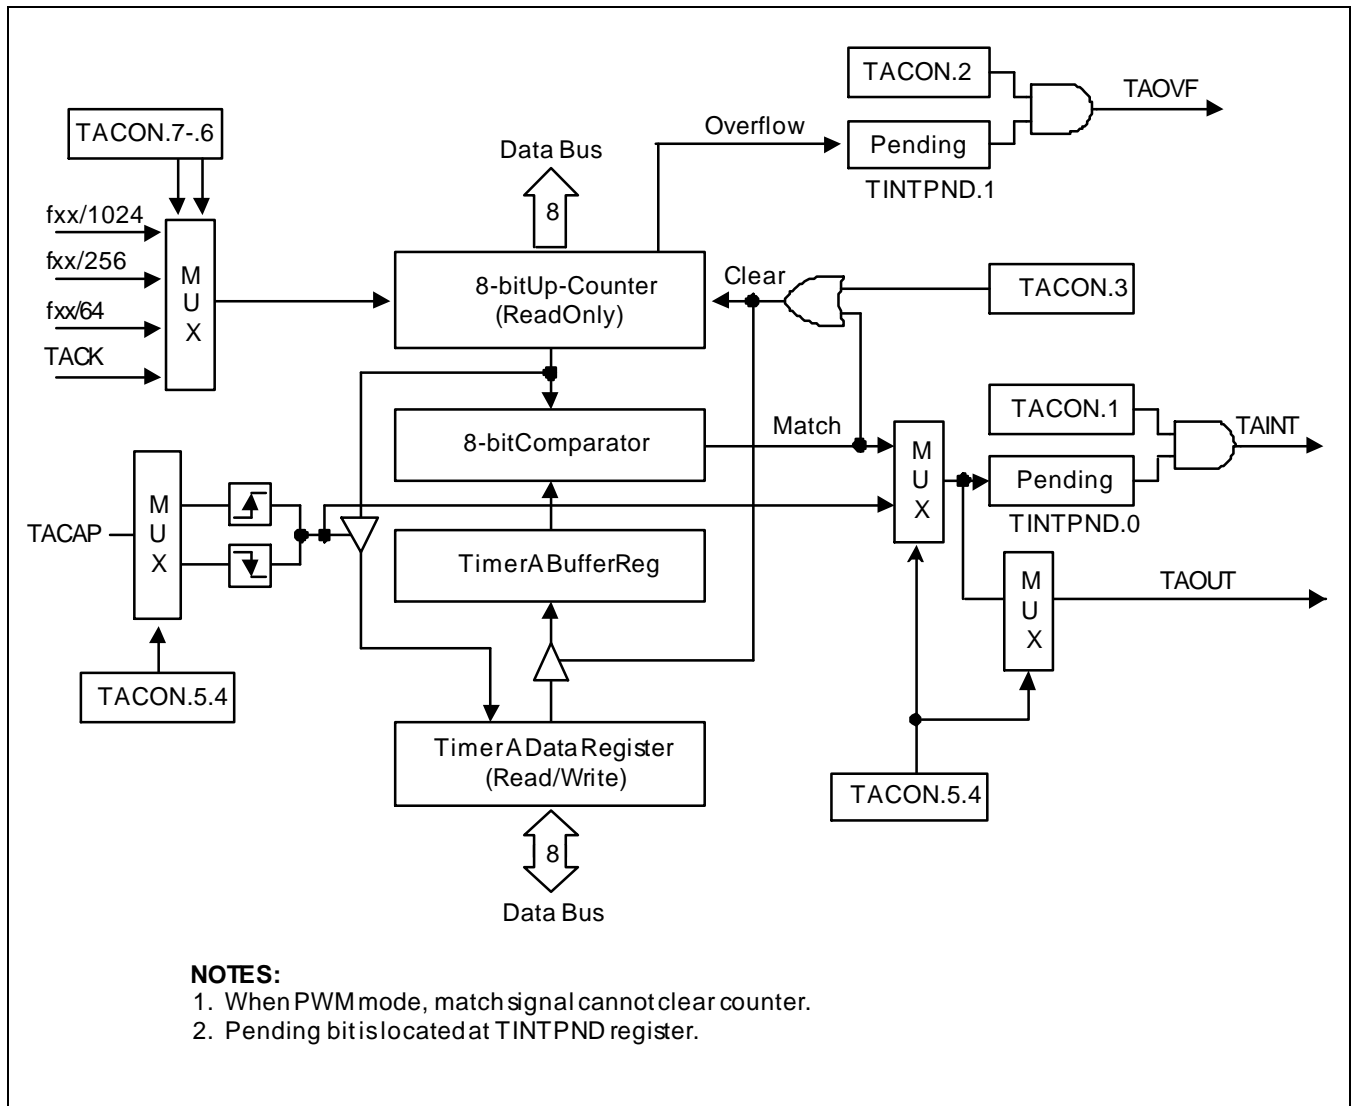 TACON.2
TAOVF
TACON.7-.6
Overflow
Pending
Data Bus
TINTPND.1
8
fxx/1024
fxx/256
fxx/64
TACK
M
U
X
8-bitUp-Counter
(ReadOnly)
Clear
TACON.3
TACON.1
TAINT
8-bitComparator
Match
M
U
X
Pending
TINTPND.0
TACAP
M
U
X
TimerABufferReg
M
U
X
TAOUT
TACON.5.4
TimerADataRegister
(Read/Write)
TACON.5.4
8
Data Bus
NOTES:
1. When PWM mode, match signal cannot clear counter.
2. Pending bit is located at TINTPND register.